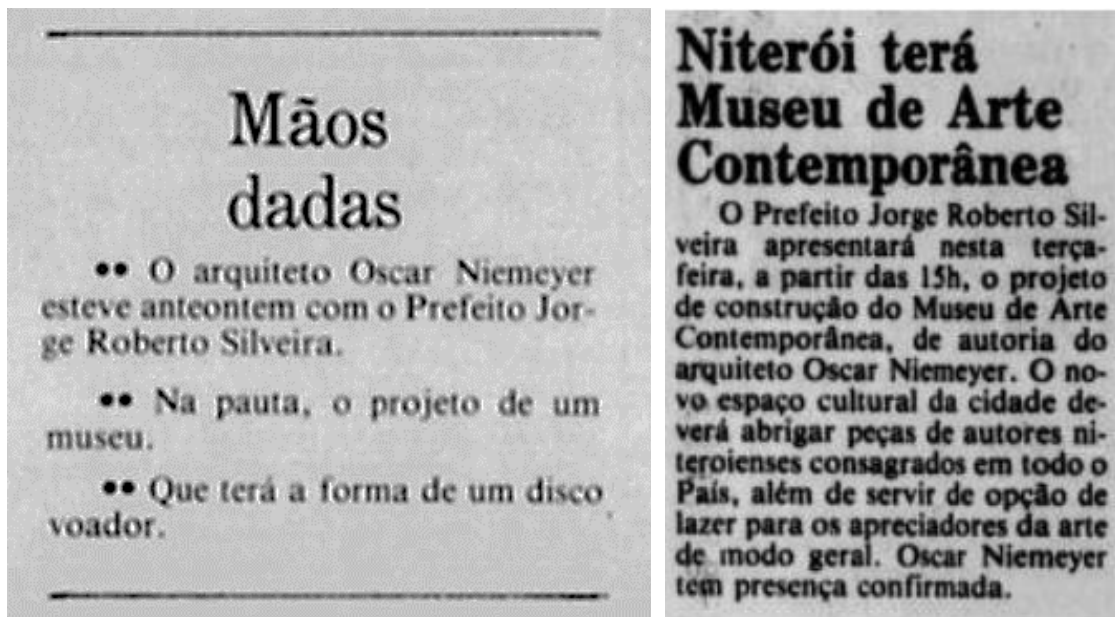 Mãos
dadas
•• O arquiteto Oscar Niemeyer
esteve anteontem com o Prefeito Jor-
ge Roberto Silveira.
•• Na pauta, o projeto de um
museu.
•• Que terá a forma de um disco
voador.
Niterói terá
Museu de Arte
Contemporânea
O Prefeito Jorge Roberto Sil-
veira apresentará nesta terça-
feira, a partir das 15h, o projeto
de construção do Museu de Arte
Contemporânea, de autoria do
arquiteto Oscar Niemeyer. O no-
vo espaço cultural da cidade de-
verá abrigar peças de autores ni-
teroienses consagrados em todo o
País, além de servir de opção de
lazer para os apreciadores da arte
de modo geral. Oscar Niemeyer
tem presença confirmada.